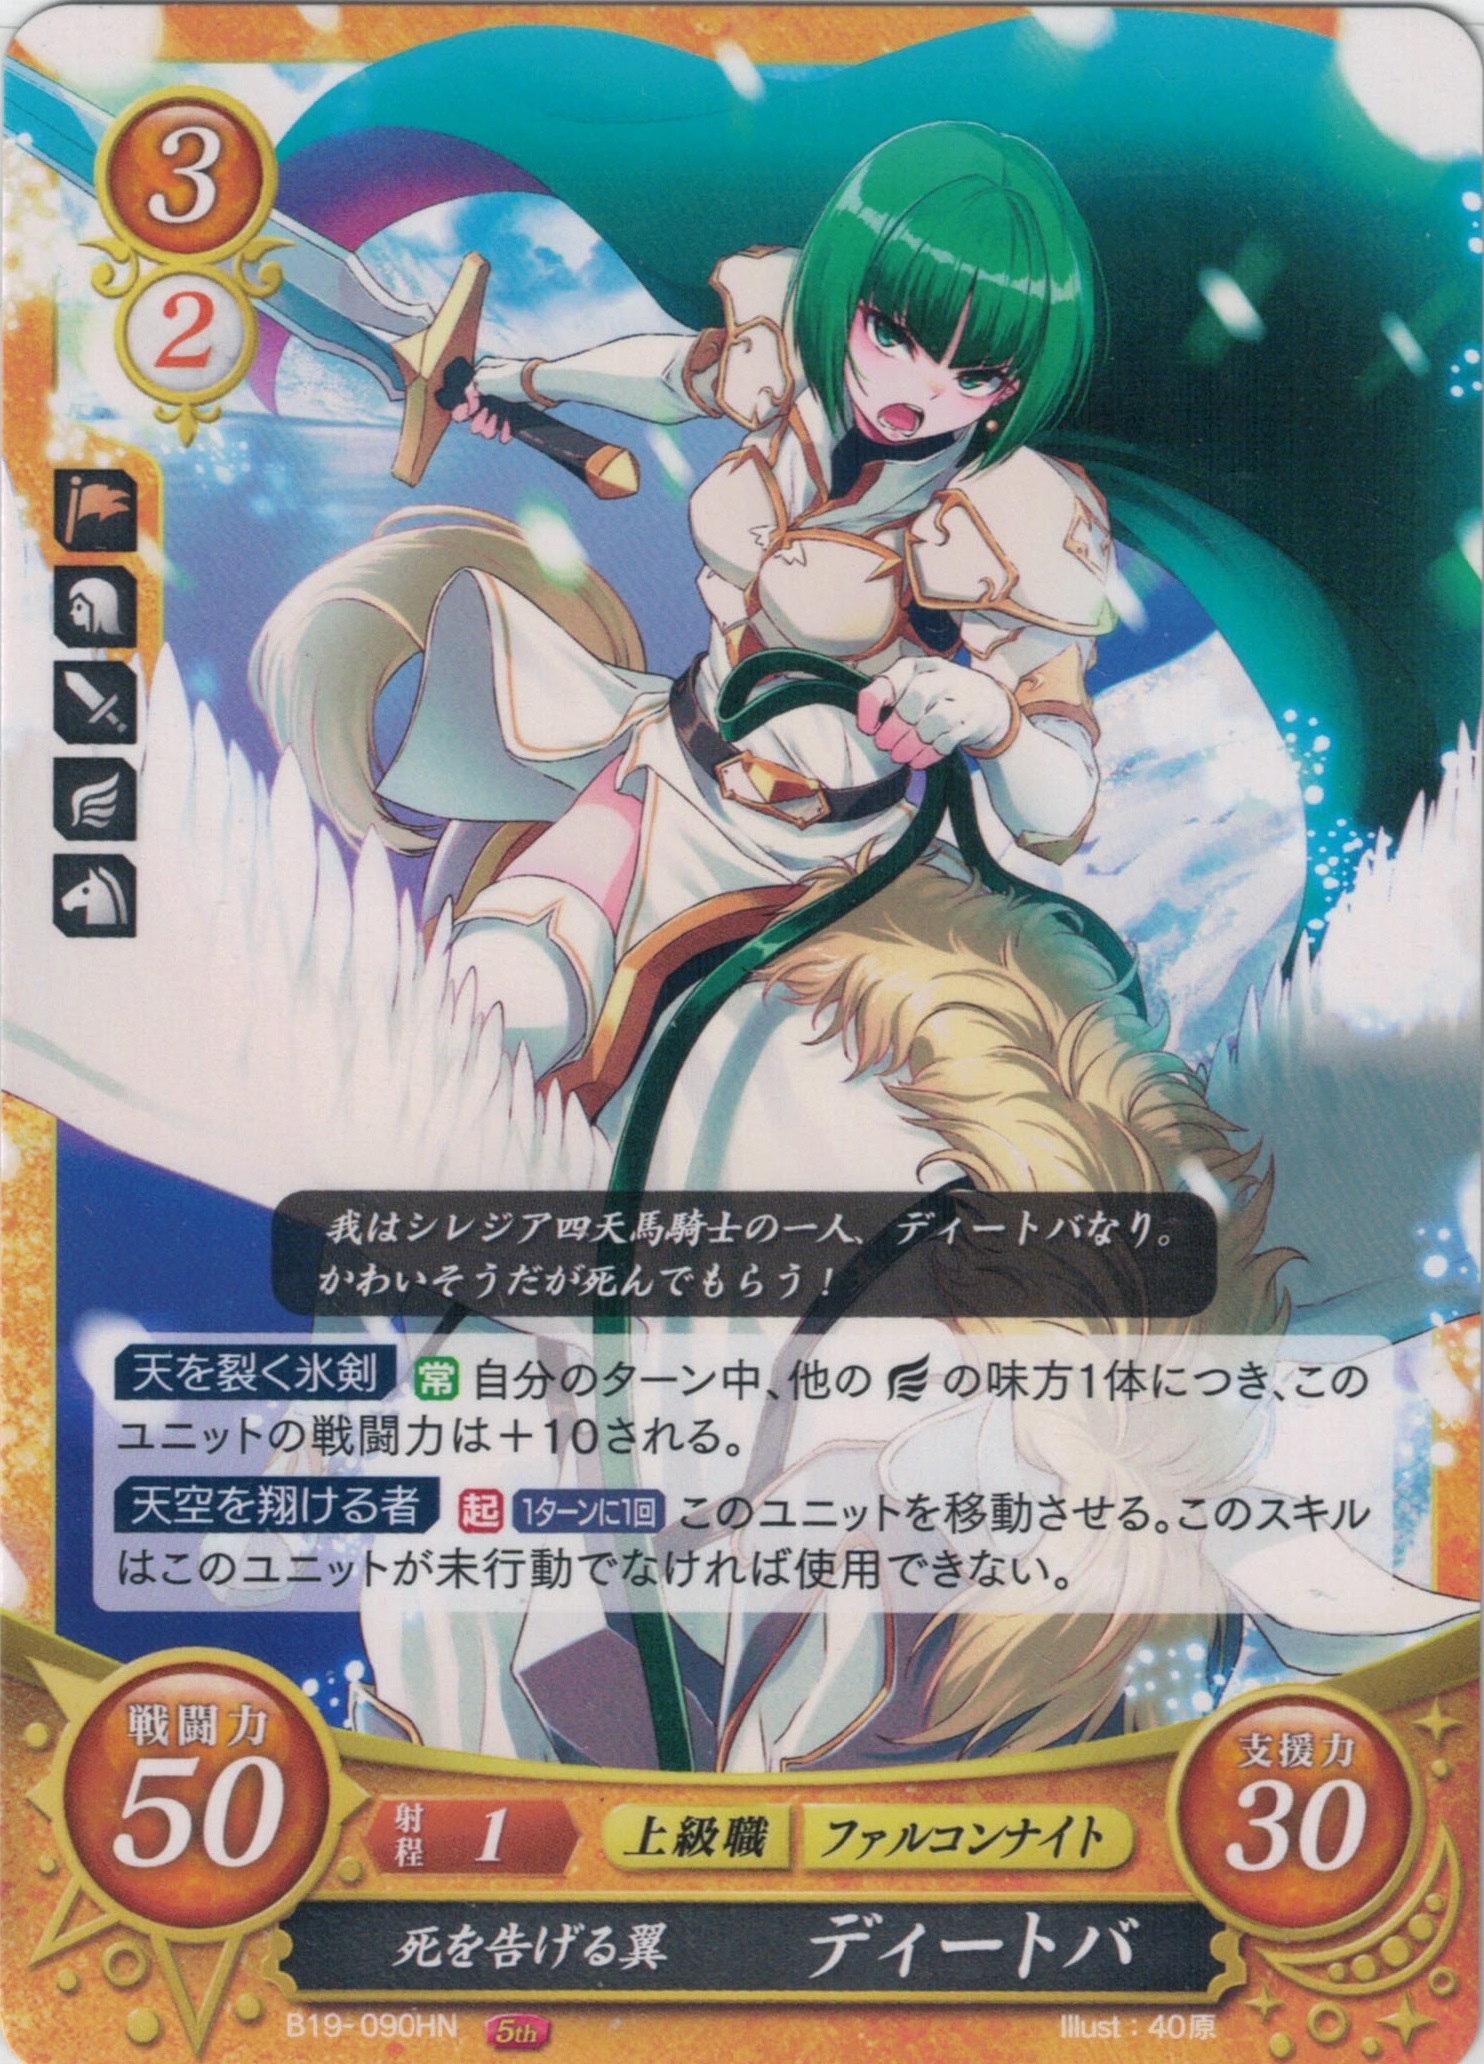 3
2
我はシレジア四天馬騎士の一人、ディートバなり。
かわいそうだが死んでもらう！
天を裂く氷剣 常 自分のターン中、他の の味方1体につき、この
ユニットの戦闘力は＋10される。
天空を翔ける者 起 1ターンに1回 このユニットを移動させる。このスキル
はこのユニットが未行動でなければ使用できない。
戦闘力
50
射程 1
上級職 ファルコンナイト
支援力
30
死を告げる翼 ディートバ
B19-090HN 5th Illust：40原